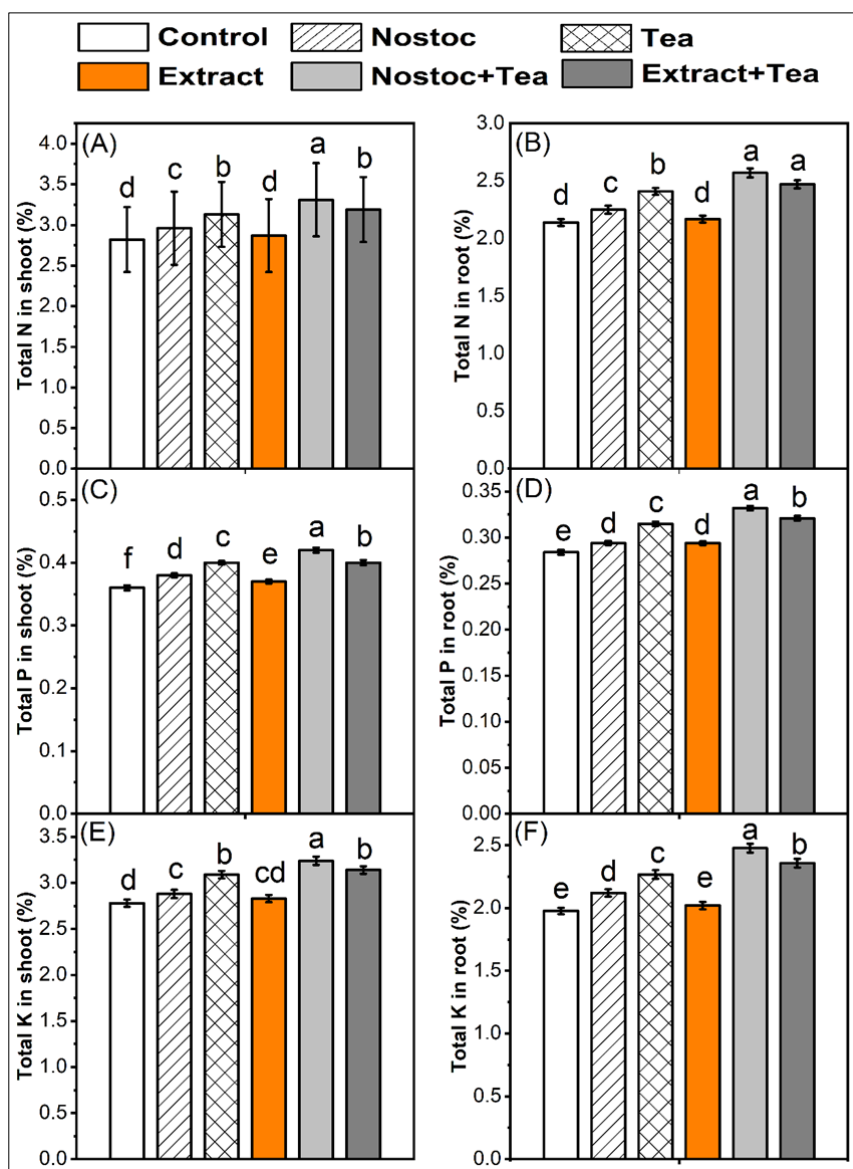 Control Nostoc Tea
Extract Nostoc+Tea Extract+Tea
(A)
Total N in shoot (%)
4.0
3.5
3.0
2.5
2.0
1.5
1.0
0.5
0.0
d c b d a b
(B)
Total N in root (%)
3.0
2.5
2.0
1.5
1.0
0.5
0.0
d c b d a a
(C)
Total P in shoot (%)
0.5
0.4
0.3
0.2
0.1
0.0
f d c e a b
(D)
Total P in root (%)
0.35
0.30
0.25
0.20
0.15
0.10
0.05
0.00
e d c d a b
(E)
Total K in shoot (%)
3.5
3.0
2.5
2.0
1.5
1.0
0.5
0.0
d c b cd a b
(F)
Total K in root (%)
2.5
2.0
1.5
1.0
0.5
0.0
e d c e a b